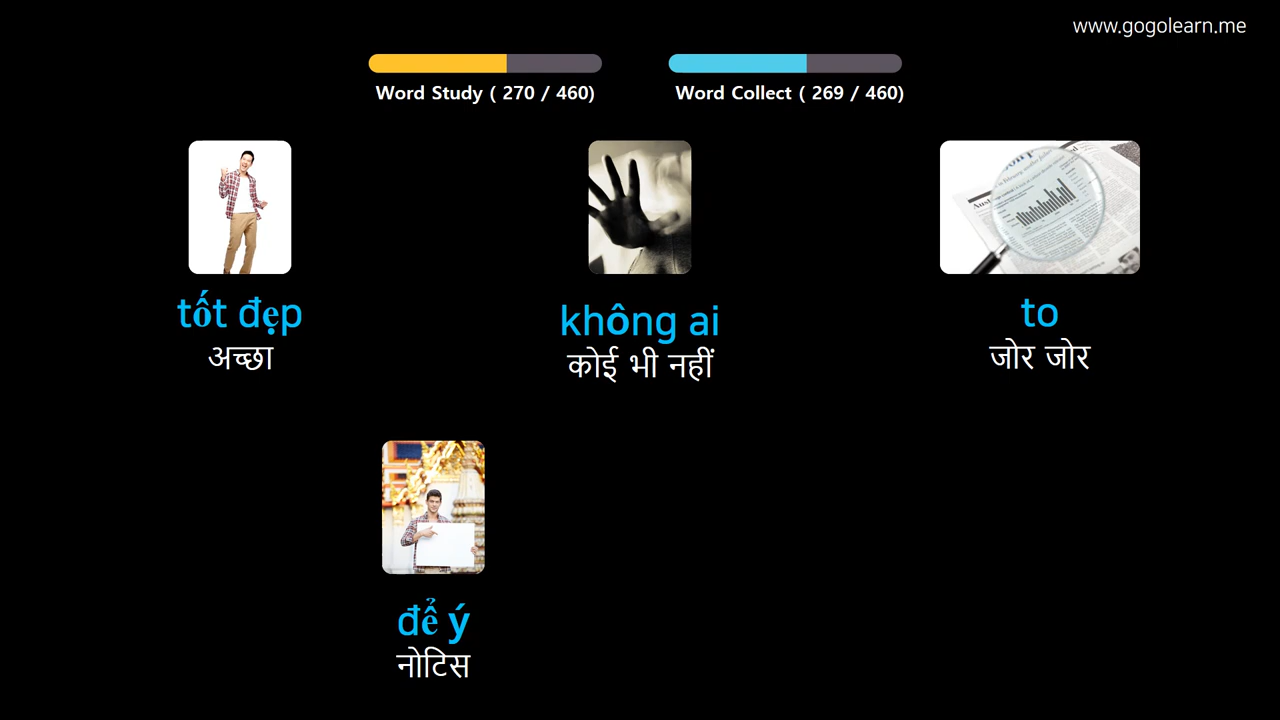 www.gogolearn.me
Word Study ( 270 / 460)
Word Collect ( 269 / 460)
tốt đẹp
अच्छा
không ai
कोई भी नहीं
to
जोर जोर
để ý
नोटिस